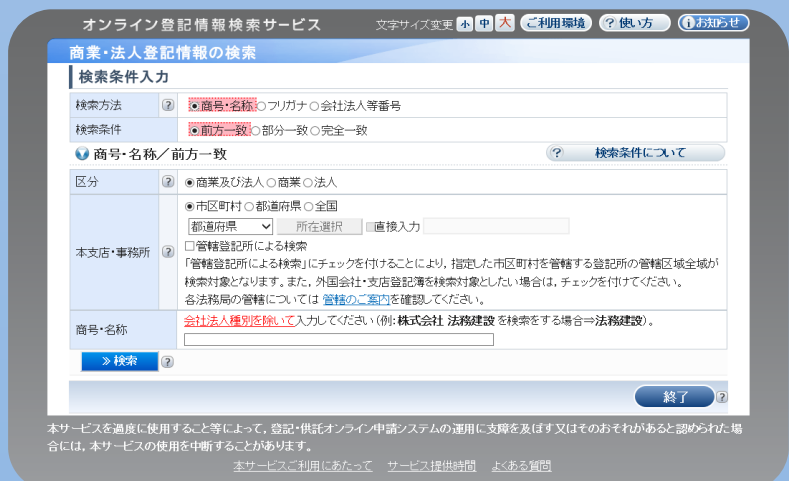 オンライン登記情報検索サービス 文字サイズ変更 小 中 大 ご利用環境 ? 使い方 i お知らせ
商業・法人登記情報の検索
検索条件入力
検索方法 ? 商号・名称 フリガナ 会社法人等番号
検索条件 前方一致 部分一致 完全一致
商号・名称/前方一致 ? 検索条件について
区分 ? 商業及び法人 商業 法人
市区町村 都道府県 全国
都道府県 所在選択 直接入力
本支店・事務所 ? 管轄登記所による検索
「管轄登記所による検索」にチェックを付けることにより,指定した市区町村を管轄する登記所の管轄区域全域が
検索対象となります。また,外国会社・支店登記簿を検索対象としたい場合は,チェックを付けてください。
各法務局の管轄については 管轄のご案内を確認してください。
商号・名称 会社法人種別を除いて入力してください(例:株式会社 法務建設 を検索をする場合⇒法務建設)。
≫検索 ?
終了 ?
本サービスを過度に使用すること等によって,登記・供託オンライン申請システムの運用に支障を及ぼす又はそのおそれがあると認められた場
合には,本サービスの使用を中断することがあります。
本サービスご利用にあたって サービス提供時間 よくある質問